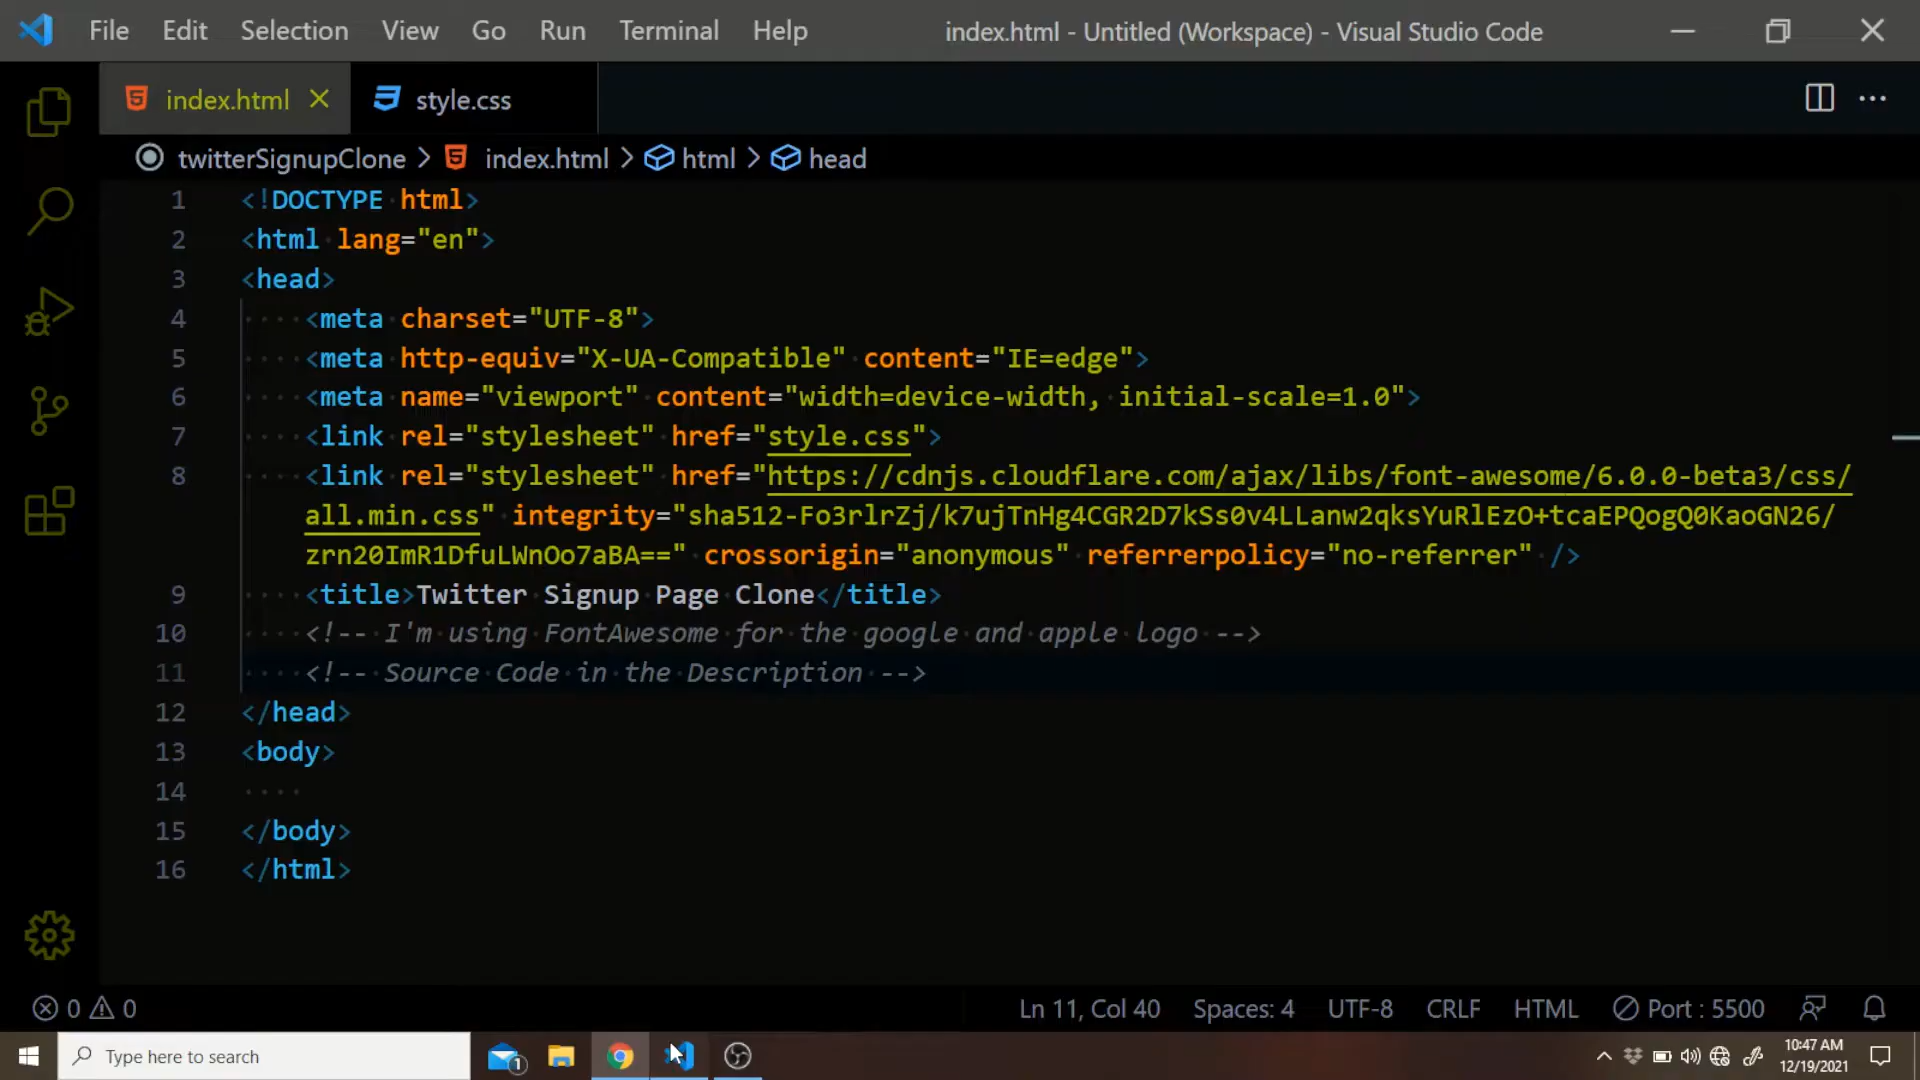 File Edit Selection View Go Run Terminal Help index.html - Untitled (Workspace) - Visual Studio Code
index.html style.css
twitterSignupClone > index.html > html > head
1 <!DOCTYPE html>
2 <html lang="en">
3 <head>
4 <meta charset="UTF-8">
5 <meta http-equiv="X-UA-Compatible" content="IE=edge">
6 <meta name="viewport" content="width=device-width, initial-scale=1.0">
7 <link rel="stylesheet" href="style.css">
8 <link rel="stylesheet" href="https://cdnjs.cloudflare.com/ajax/libs/font-awesome/6.0.0-beta3/css/
all.min.css" integrity="sha512-Fo3rlrZj/k7ujTnHg4CGR2D7kSs0v4LLanw2qksYuRlEzO+tcaEPQogQ0KaoGN26/
zrn20ImR1DfuLWnOo7aBA==" crossorigin="anonymous" referrerpolicy="no-referrer" />
9 <title>Twitter Signup Page Clone</title>
10 <!-- I'm using FontAwesome for the google and apple logo -->
11 <!-- Source Code in the Description -->
12 </head>
13 <body>
14
15 </body>
16 </html>
0 0 Ln 11, Col 40 Spaces: 4 UTF-8 CRLF HTML Port : 5500
Type here to search 1 10:47 AM
12/19/2021